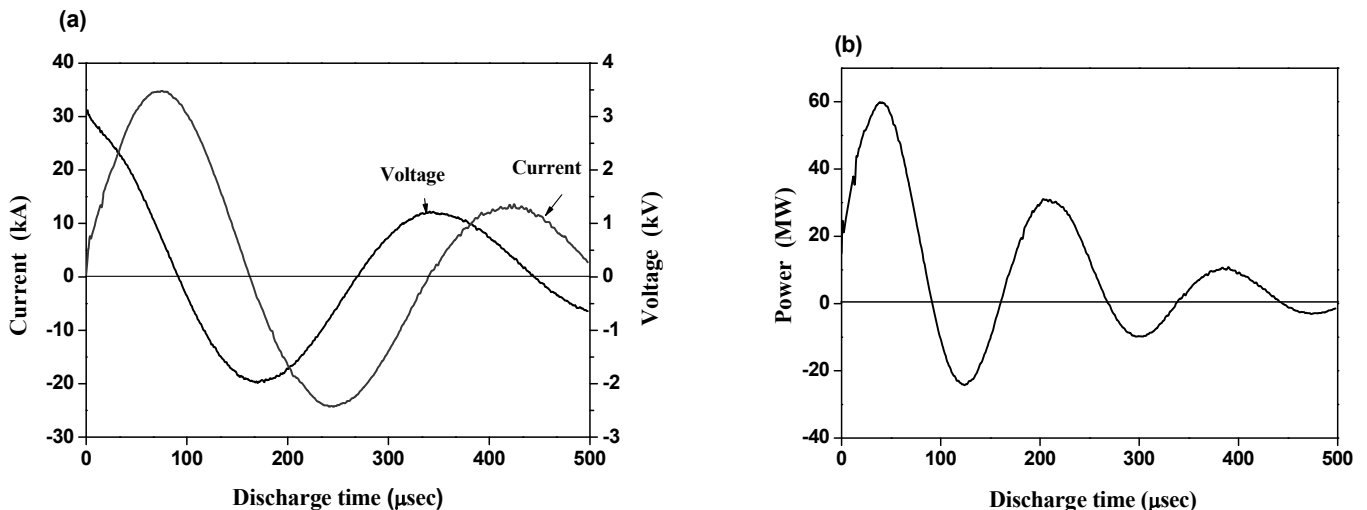 (a)
40
30
20
10
0
-10
-20
-30
Current (kA)
4
3
2
1
0
-1
-2
-3
Voltage (kV)
Voltage
Current
0 100 200 300 400 500
Discharge time (μsec)
(b)
60
40
20
0
-20
-40
Power (MW)
0 100 200 300 400 500
Discharge time (μsec)